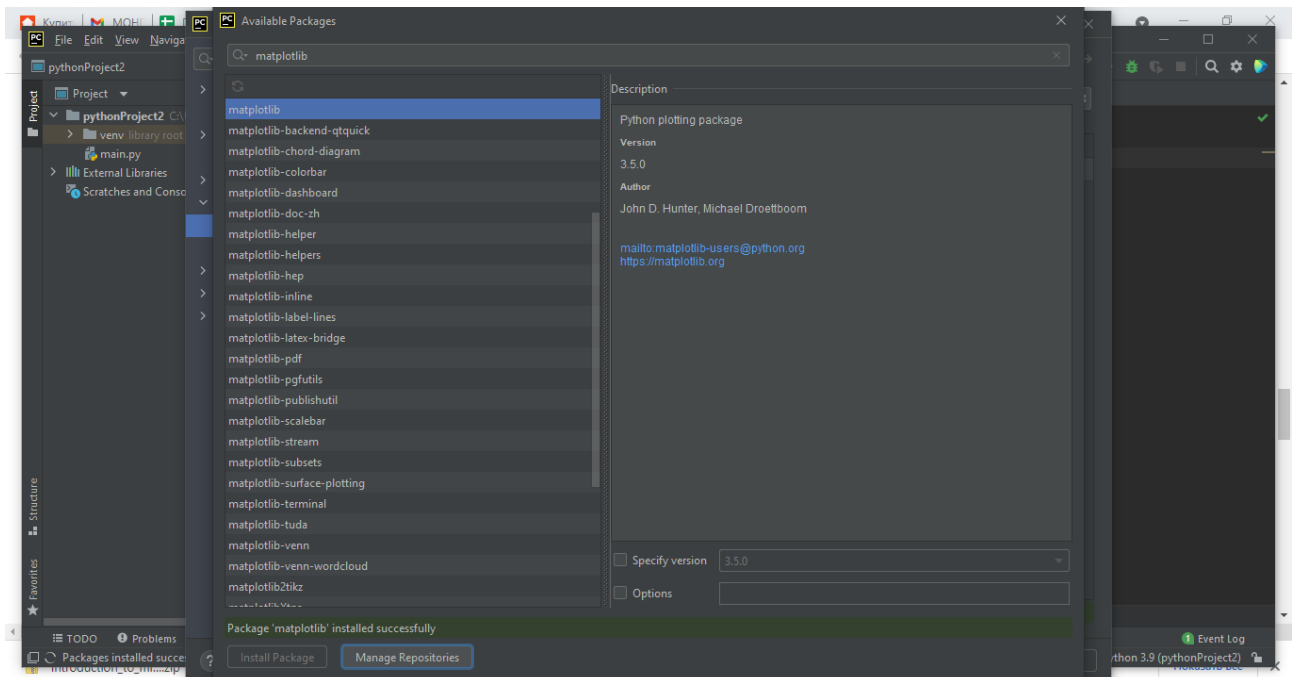 Available Packages
File Edit View Naviga
matplotlib
pythonProject2
Project
Project
pythonProject2 C:\
venv library root
main.py
External Libraries
Scratches and Conso
Structure
Favorites
matplotlib
matplotlib-backend-qtquick
matplotlib-chord-diagram
matplotlib-colorbar
matplotlib-dashboard
matplotlib-doc-zh
matplotlib-helper
matplotlib-helpers
matplotlib-hep
matplotlib-inline
matplotlib-label-lines
matplotlib-latex-bridge
matplotlib-pdf
matplotlib-pgfutils
matplotlib-publishutil
matplotlib-scalebar
matplotlib-stream
matplotlib-subsets
matplotlib-surface-plotting
matplotlib-terminal
matplotlib-tuda
matplotlib-venn
matplotlib-venn-wordcloud
matplotlib2tikz
Description
Python plotting package
Version
3.5.0
Author
John D. Hunter, Michael Droettboom
mailto:matplotlib-users@python.org
https://matplotlib.org
Specify version 3.5.0
Options
Package 'matplotlib' installed successfully
Install Package Manage Repositories
TODO Problems
1 Event Log
Packages installed succe
ython 3.9 (pythonProject2)